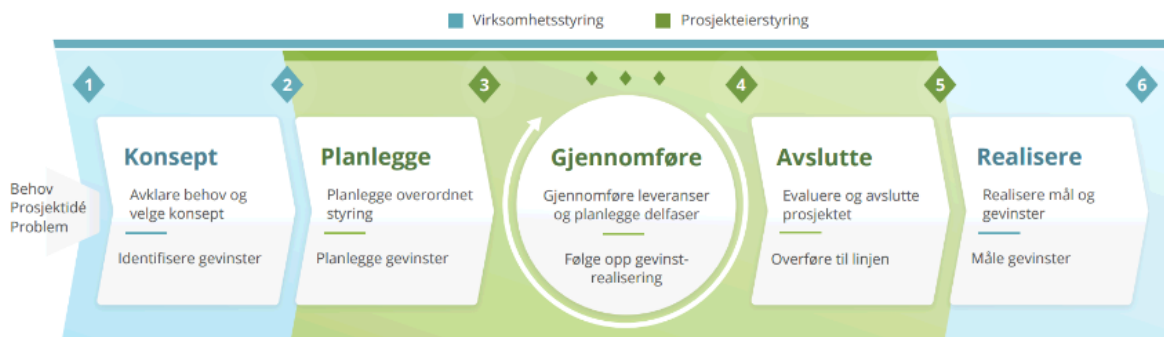 Virksomhetsstyring
Prosjekteierstyring
1
2
3
4
5
6
Behov
Prosjektidé
Problem
Konsept
Avklare behov og
velge konsept
Identifisere gevinster
Planlegge
Planlegge overordnet
styring
Planlegge gevinster
Gjennomføre
Gjennomføre leveranser
og planlegge delfaser
Følge opp gevinst-
realisering
Avslutte
Evaluere og avslutte
prosjektet
Overføre til linjen
Realisere
Realisere mål og
gevinster
Måle gevinster